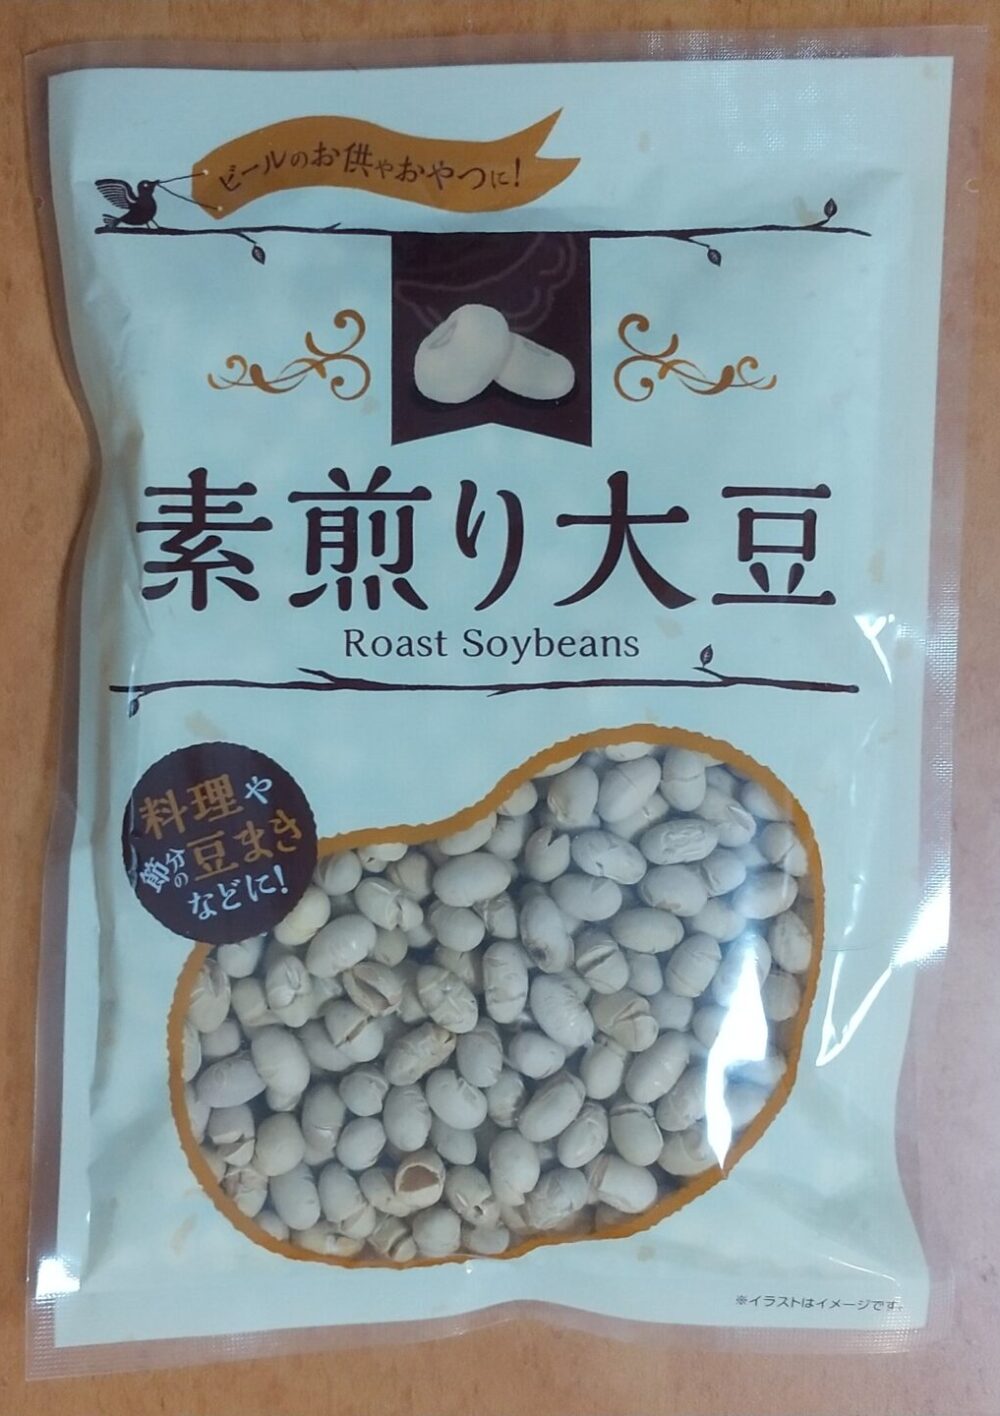 ビールのお供やおやつに!
素煎り大豆
Roast Soybeans
料理や
節分の豆まき
などに!
※イラストはイメージです。